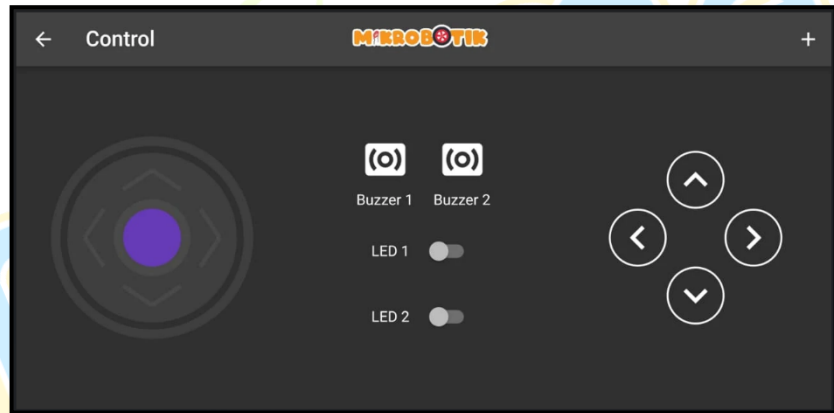 Control
MiKROBOTiK
Buzzer 1 Buzzer 2
LED 1
LED 2